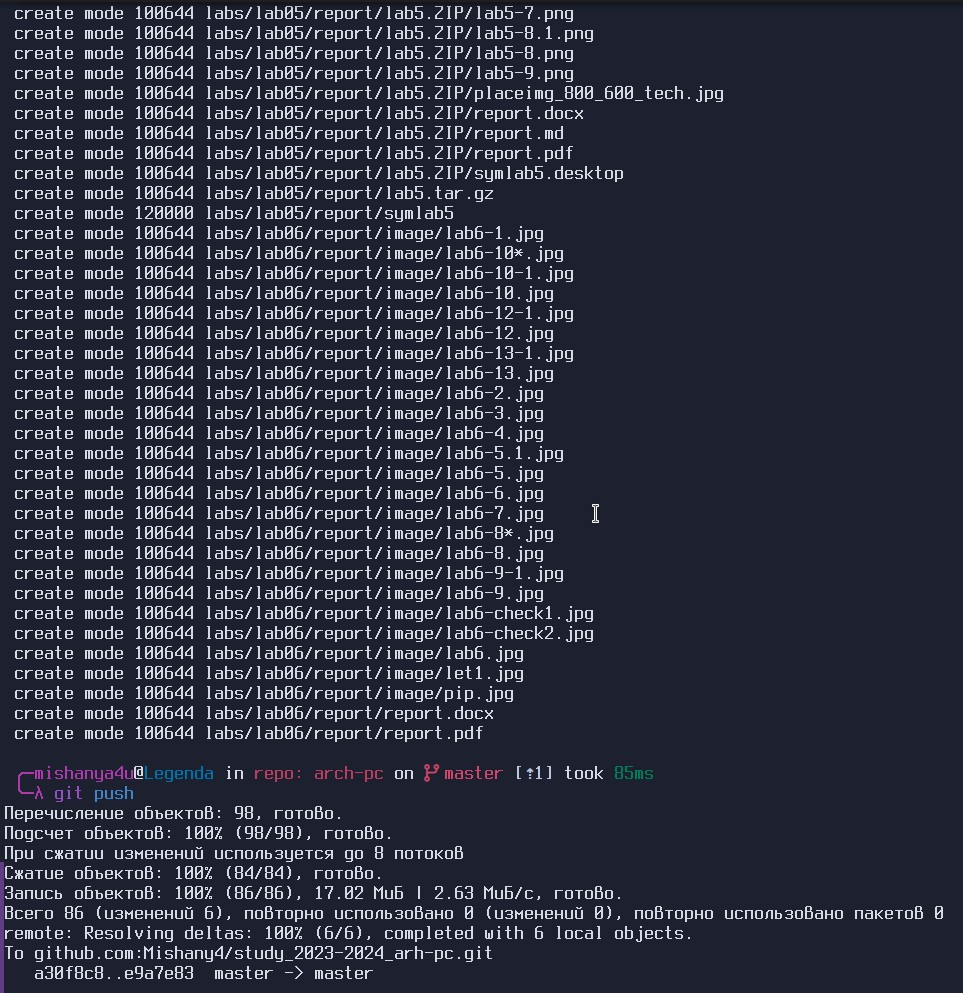 create mode 100644 labs/lab05/report/lab5.ZIP/lab5-7.png
create mode 100644 labs/lab05/report/lab5.ZIP/lab5-8.1.png
create mode 100644 labs/lab05/report/lab5.ZIP/lab5-8.png
create mode 100644 labs/lab05/report/lab5.ZIP/lab5-9.png
create mode 100644 labs/lab05/report/lab5.ZIP/placeimg_800_600_tech.jpg
create mode 100644 labs/lab05/report/lab5.ZIP/report.docx
create mode 100644 labs/lab05/report/lab5.ZIP/report.md
create mode 100644 labs/lab05/report/lab5.ZIP/report.pdf
create mode 100644 labs/lab05/report/lab5.ZIP/symlab5.desktop
create mode 100644 labs/lab05/report/lab5.tar.gz
create mode 120000 labs/lab05/report/symlab5
create mode 100644 labs/lab06/report/image/lab6-1.jpg
create mode 100644 labs/lab06/report/image/lab6-10*.jpg
create mode 100644 labs/lab06/report/image/lab6-10-1.jpg
create mode 100644 labs/lab06/report/image/lab6-10.jpg
create mode 100644 labs/lab06/report/image/lab6-12-1.jpg
create mode 100644 labs/lab06/report/image/lab6-12.jpg
create mode 100644 labs/lab06/report/image/lab6-13-1.jpg
create mode 100644 labs/lab06/report/image/lab6-13.jpg
create mode 100644 labs/lab06/report/image/lab6-2.jpg
create mode 100644 labs/lab06/report/image/lab6-3.jpg
create mode 100644 labs/lab06/report/image/lab6-4.jpg
create mode 100644 labs/lab06/report/image/lab6-5.1.jpg
create mode 100644 labs/lab06/report/image/lab6-5.jpg
create mode 100644 labs/lab06/report/image/lab6-6.jpg
create mode 100644 labs/lab06/report/image/lab6-7.jpg
create mode 100644 labs/lab06/report/image/lab6-8*.jpg
create mode 100644 labs/lab06/report/image/lab6-8.jpg
create mode 100644 labs/lab06/report/image/lab6-9-1.jpg
create mode 100644 labs/lab06/report/image/lab6-9.jpg
create mode 100644 labs/lab06/report/image/lab6-check1.jpg
create mode 100644 labs/lab06/report/image/lab6-check2.jpg
create mode 100644 labs/lab06/report/image/lab6.jpg
create mode 100644 labs/lab06/report/image/let1.jpg
create mode 100644 labs/lab06/report/image/pip.jpg
create mode 100644 labs/lab06/report/report.docx
create mode 100644 labs/lab06/report/report.pdf
╭─mishanya4u@Legenda in repo: arch-pc on master [⇡1] took 85ms
╰─λ git push
Перечисление объектов: 98, готово.
Подсчет объектов: 100% (98/98), готово.
При сжатии изменений используется до 8 потоков
Сжатие объектов: 100% (84/84), готово.
Запись объектов: 100% (86/86), 17.02 МиБ | 2.63 МиБ/с, готово.
Всего 86 (изменений 6), повторно использовано 0 (изменений 0), повторно использовано пакетов 0
remote: Resolving deltas: 100% (6/6), completed with 6 local objects.
To github.com:Mishany4/study_2023-2024_arh-pc.git
a30f8c8..e9a7e83  master -> master